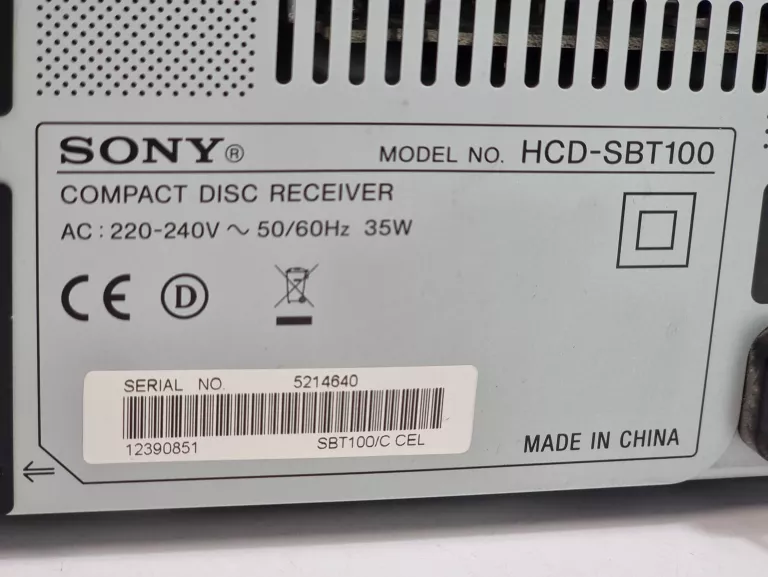 SONY®
MODEL NO. HCD-SBT100
COMPACT DISC RECEIVER
AC : 220-240V ~ 50/60Hz 35W
CE D
SERIAL NO. 5214640
12390851 SBT100/C CEL
MADE IN CHINA